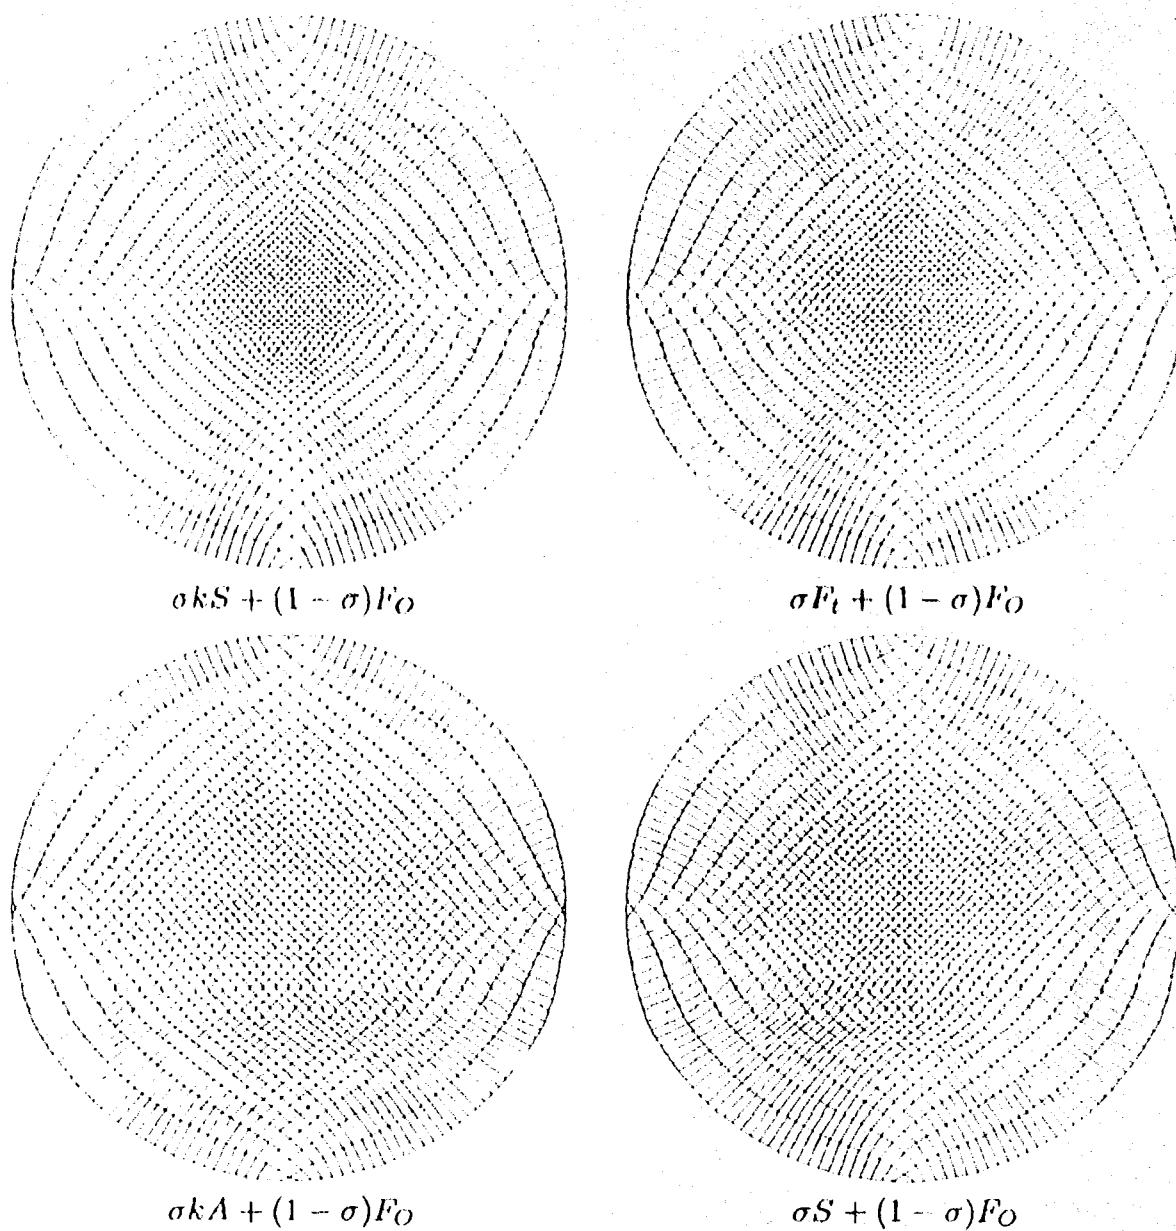 σkS + (1 − σ)F_O
σF_t + (1 − σ)F_O
σkA + (1 − σ)F_O
σS + (1 − σ)F_O